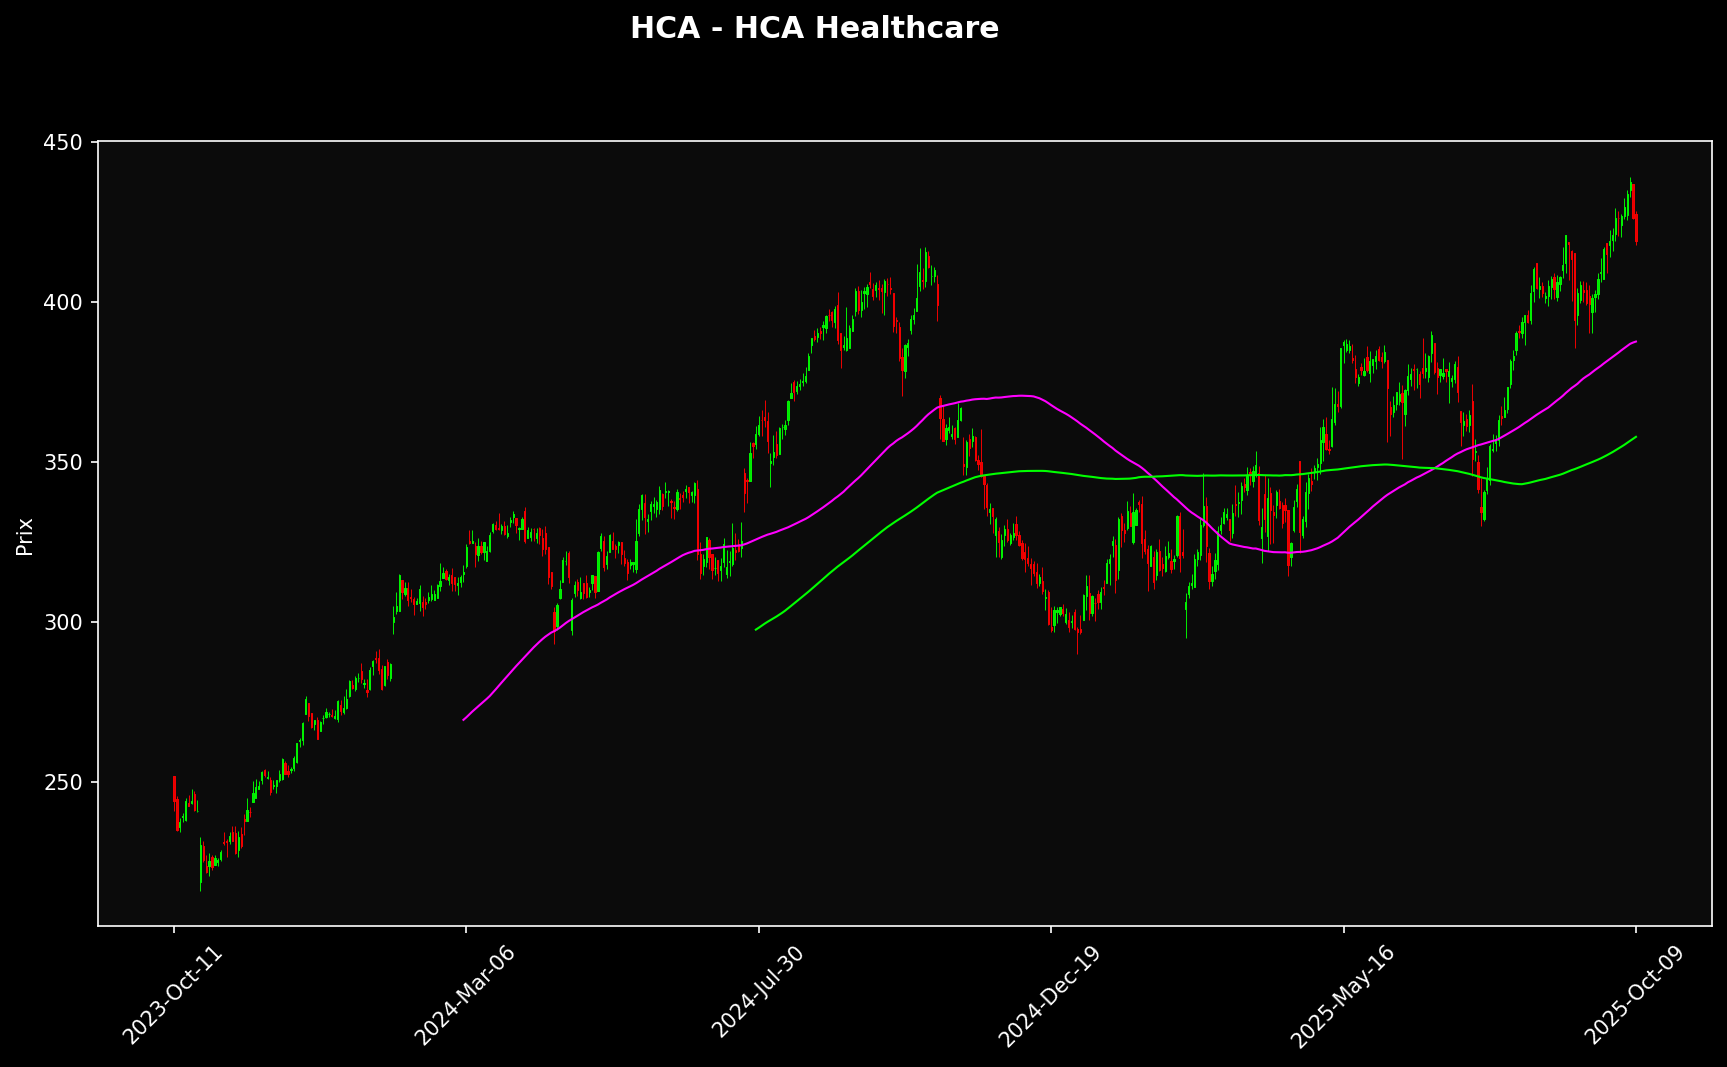 HCA - HCA Healthcare
450
400
350
300
250
Prix
2023-Oct-11
2024-Mar-06
2024-Jul-30
2024-Dec-19
2025-May-16
2025-Oct-09